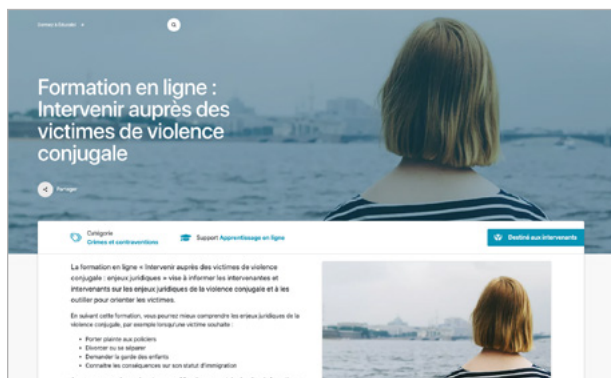 Formation en ligne :
Intervenir auprès des
victimes de violence
conjugale
Partager
Catégorie
Crimes et contraventions
Support Apprentissage en ligne
Destiné aux intervenants
La formation en ligne « Intervenir auprès des victimes de violence
conjugale : enjeux juridiques » vise à informer les intervenantes et
intervenants sur les enjeux juridiques de la violence conjugale et à les
outiller pour orienter les victimes.
En suivant cette formation, vous pourrez mieux comprendre les enjeux juridiques de la
violence conjugale, par exemple lorsqu'une victime souhaite :
• Porter plainte aux policiers
• Divorcer ou se séparer
• Demander la garde des enfants
• Connaître les conséquences sur son statut d'immigration